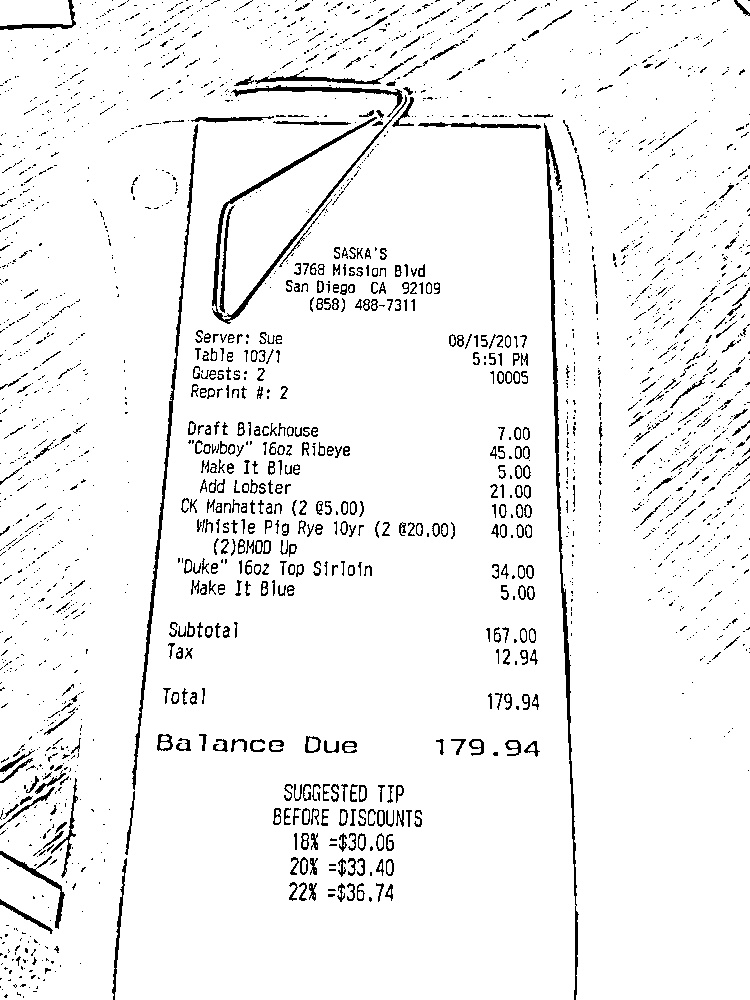 SASKA'S
3768 Mission Blvd
San Diego CA 92109
(858) 488-7311
Server: Sue 08/15/2017
Table 103/1 5:51 PM
Guests: 2 10005
Reprint #: 2
Draft Blackhouse 7.00
"Cowboy" 16oz Ribeye 45.00
Make It Blue 5.00
Add Lobster 21.00
CK Manhattan (2 @5.00) 10.00
Whistle Pig Rye 10yr (2 @20.00) 40.00
(2)BMOD Up
"Duke" 16oz Top Sirloin 34.00
Make It Blue 5.00
Subtotal 167.00
Tax 12.94
Total 179.94
Balance Due 179.94
SUGGESTED TIP
BEFORE DISCOUNTS
18% =$30.06
20% =$33.40
22% =$36.74